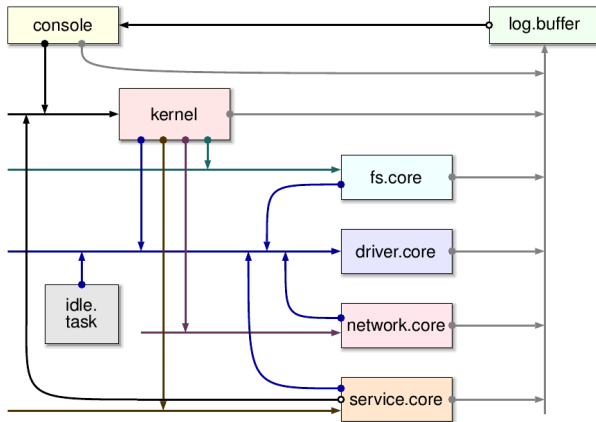 console
log.buffer
kernel
fs.core
driver.core
idle.
task
network.core
service.core